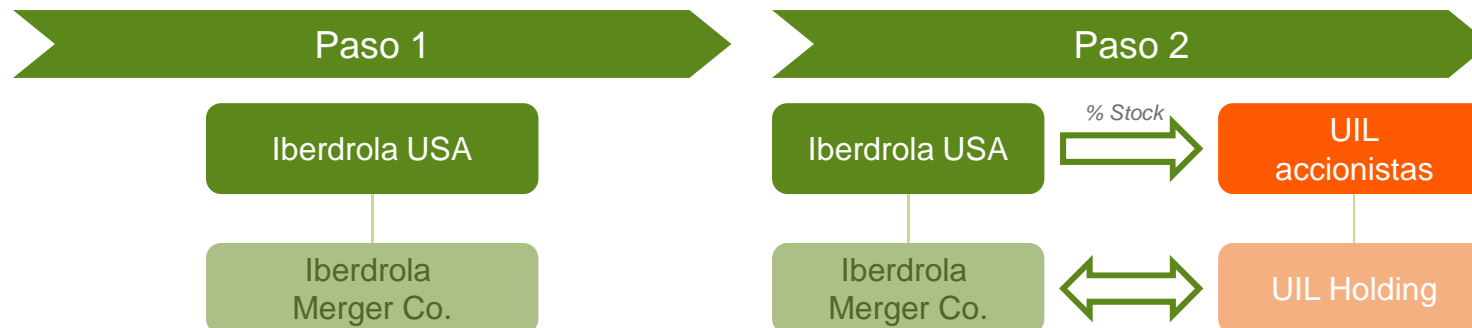 Paso 1
Paso 2
Iberdrola USA
Iberdrola
Merger Co.
Iberdrola USA
% Stock
UIL
accionistas
Iberdrola
Merger Co.
UIL Holding